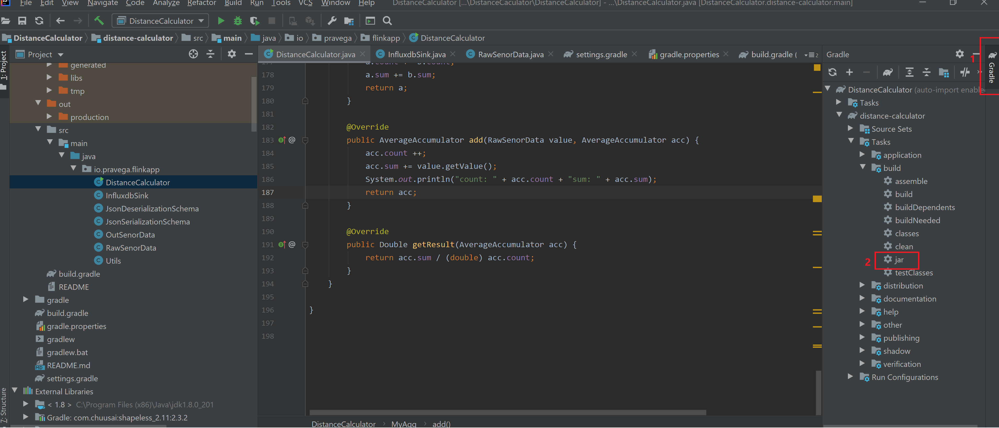 File Edit View Navigate Code Analyze Refactor Build Run Tools VCS Window Help DistanceCalculator [...\DistanceCaculator\DistanceCalculator] - ...\DistanceCalculator.java [DistanceCalculator.distance-calculator.main]
DistanceCalculator
DistanceCalculator distance-calculator src main java io pravega flinkapp DistanceCalculator
1: Project
7: Structure
Project
generated
libs
tmp
out
production
src
main
java
io.pravega.flinkapp
DistanceCalculator
InfluxdbSink
JsonDeserializationSchema
JsonSerializationSchema
OutSenorData
RawSenorData
Utils
build.gradle
README
gradle
build.gradle
gradle.properties
gradlew
gradlew.bat
README.md
settings.gradle
External Libraries
< 1.8 > C:\Program Files (x86)\Java\jdk1.8.0_201
Gradle: com.chuusai:shapeless_2.11:2.3.2
DistanceCalculator.java InfluxdbSink.java RawSenorData.java settings.gradle gradle.properties build.gradle ( 2
178 a.sum += b.sum;
179 return a;
180 }
181
182 @Override
183 @ public AverageAccumulator add(RawSenorData value, AverageAccumulator acc) {
184 acc.count ++;
185 acc.sum += value.getValue();
186 System.out.println("count: " + acc.count + "sum: " + acc.sum);
187 return acc;
188 }
189
190 @Override
191 @ public Double getResult(AverageAccumulator acc) {
192 return acc.sum / (double) acc.count;
193 }
194 }
195
196 }
197
198
DistanceCalculator › MyAgg › add()
Gradle
1
Gradle
DistanceCalculator (auto-import enable
Tasks
distance-calculator
Source Sets
Tasks
application
build
assemble
build
buildDependents
buildNeeded
classes
clean
2 jar
testClasses
distribution
documentation
help
other
publishing
shadow
verification
Run Configurations